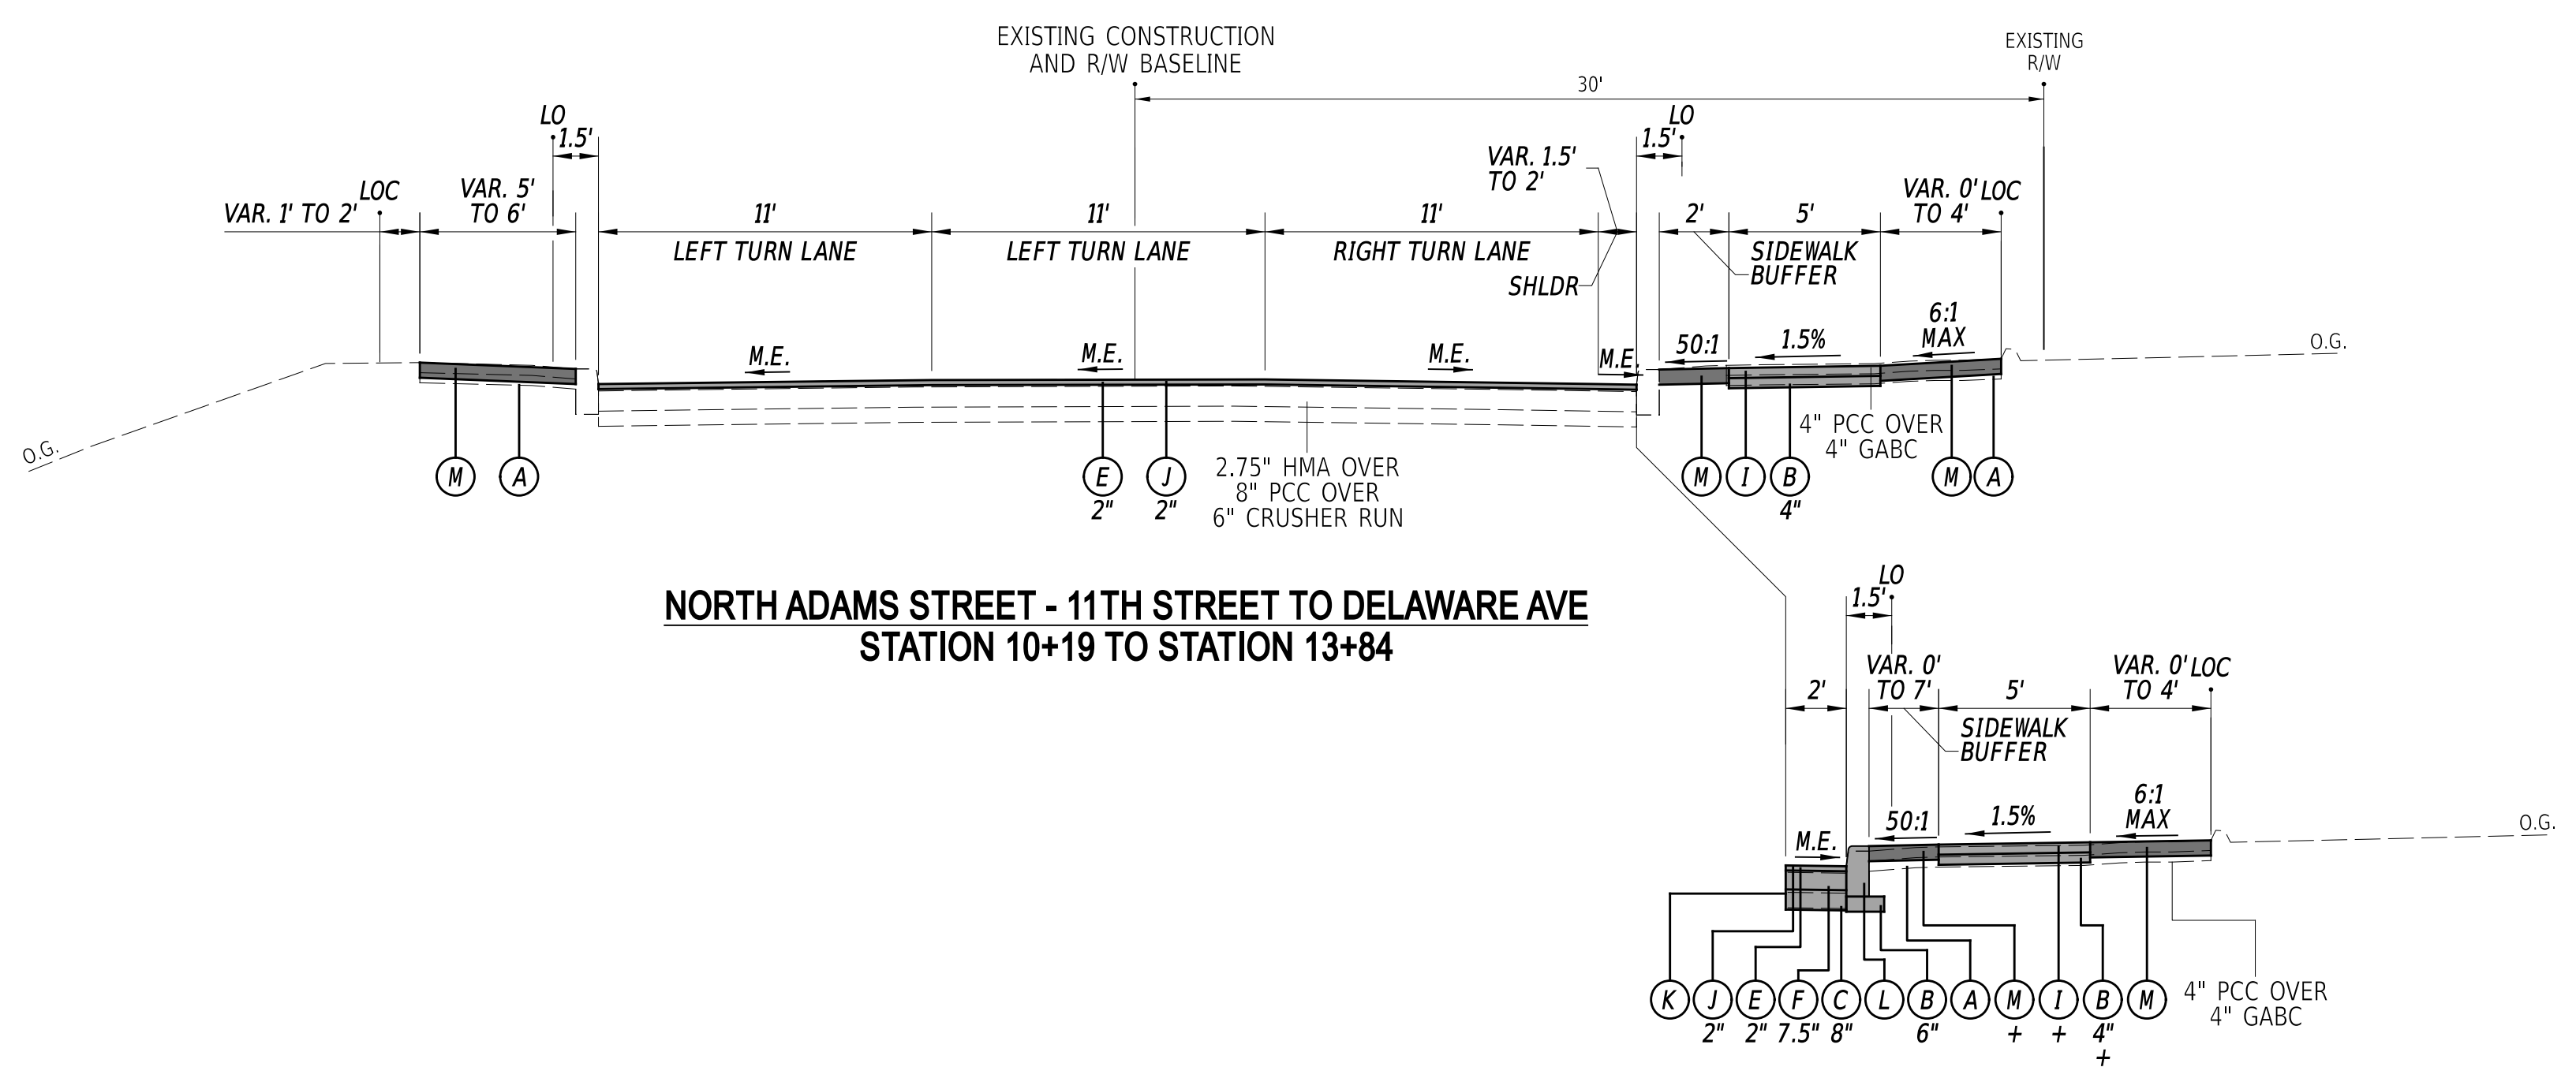 EXISTING CONSTRUCTION
AND R/W BASELINE
EXISTING
R/W
30'
LO
1.5'
LO
1.5'
VAR. 1.5'
TO 2'
LOC
VAR. 1' TO 2'
VAR. 5'
TO 6'
11'
11'
11'
2'
5'
VAR. 0'
TO 4'
LOC
LEFT TURN LANE
LEFT TURN LANE
RIGHT TURN LANE
SHLDR
SIDEWALK
BUFFER
M.E.
M.E.
M.E.
M.E.
50:1
1.5%
6:1
MAX
O.G.
O.G.
M
A
E
2"
J
2"
2.75" HMA OVER
8" PCC OVER
6" CRUSHER RUN
M
I
B
4"
4" PCC OVER
4" GABC
M
A
NORTH ADAMS STREET - 11TH STREET TO DELAWARE AVE
STATION 10+19 TO STATION 13+84
LO
1.5'
2'
VAR. 0'
TO 7'
5'
VAR. 0'
TO 4'
LOC
SIDEWALK
BUFFER
M.E.
50:1
1.5%
6:1
MAX
O.G.
K
J
2"
E
2"
F
7.5"
C
8"
L
B
6"
A
M
+
I
+
B
4"
+
M
4" PCC OVER
4" GABC